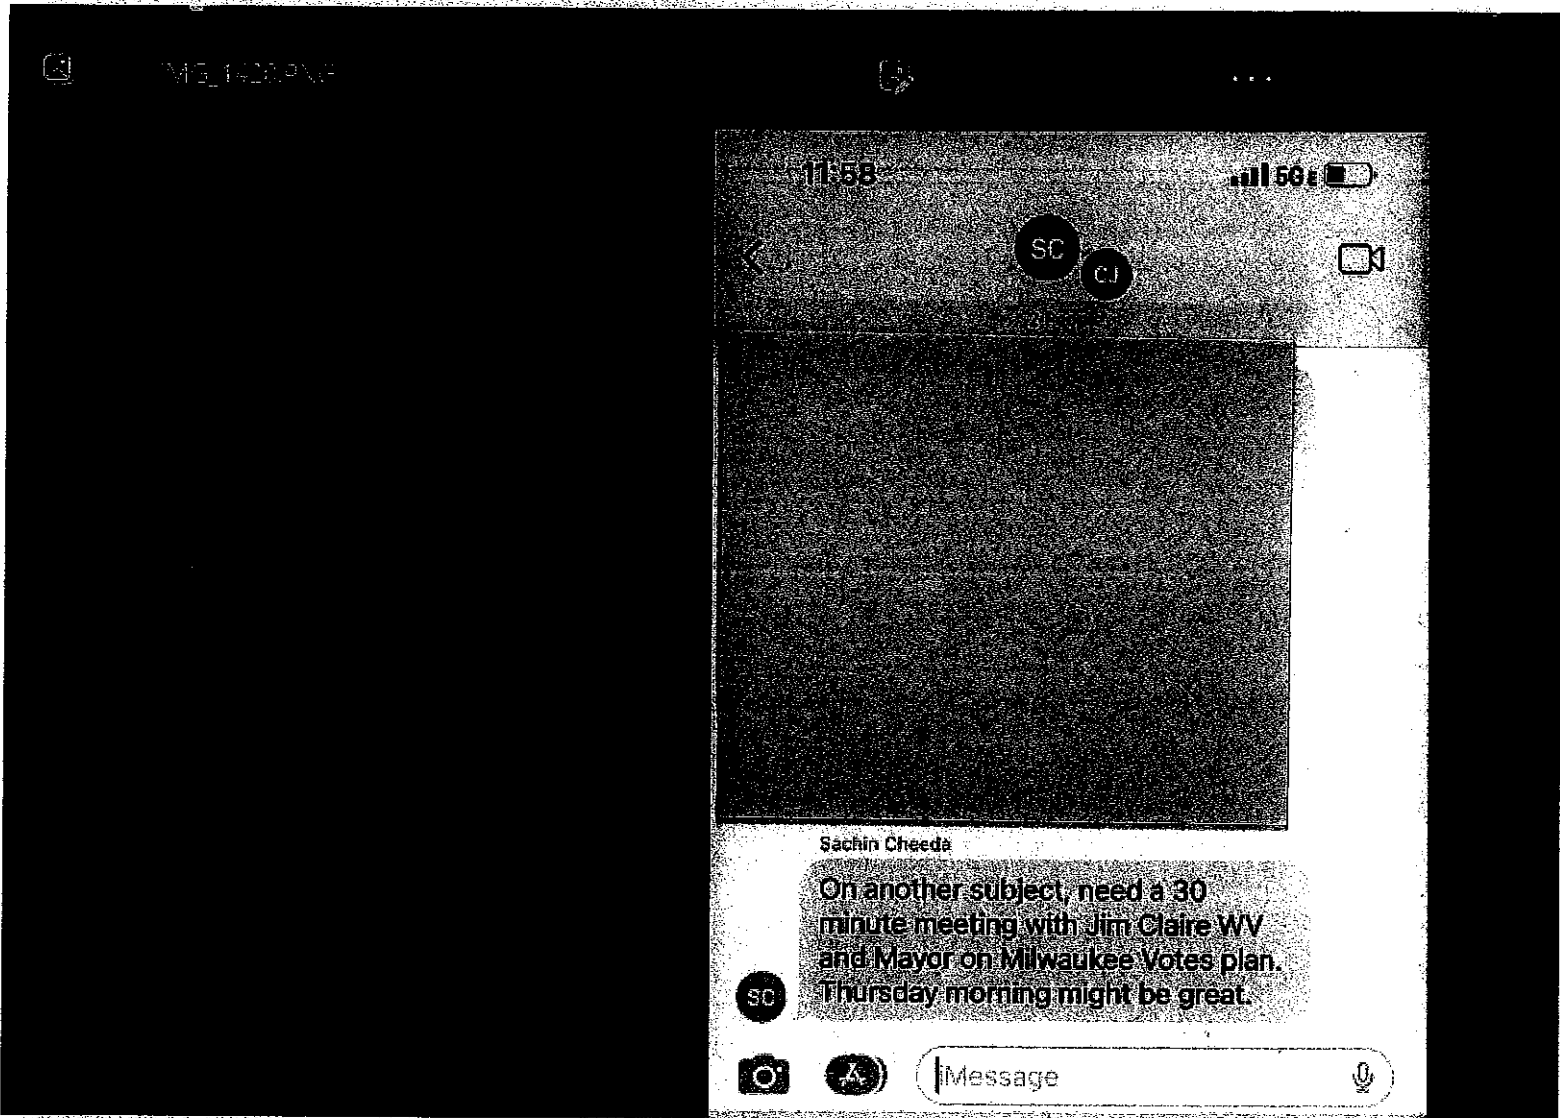 11:58
5G
SC
CJ
Sachin Cheeda
On another subject, need a 30
minute meeting with Jim Claire WV
and Mayor on Milwaukee Votes plan.
Thursday morning might be great.
SC
iMessage